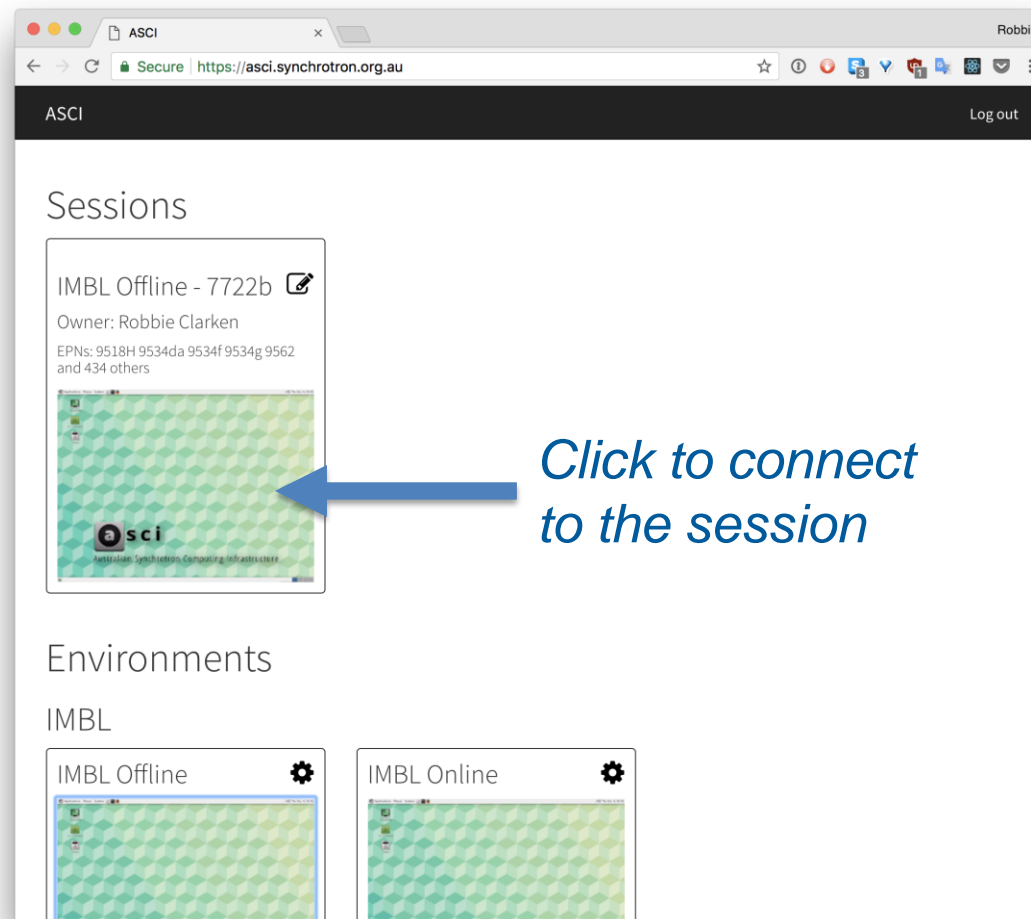 ASCI
Robbi
Secure https://asci.synchrotron.org.au
3
1
ASCI
Log out
Sessions
IMBL Offline - 7722b
Owner: Robbie Clarken
EPNs: 9518H 9534da 9534f 9534g 9562
and 434 others
asci
Australian Synchrotron Computing Infrastructure
Click to connect
to the session
Environments
IMBL
IMBL Offline
IMBL Online